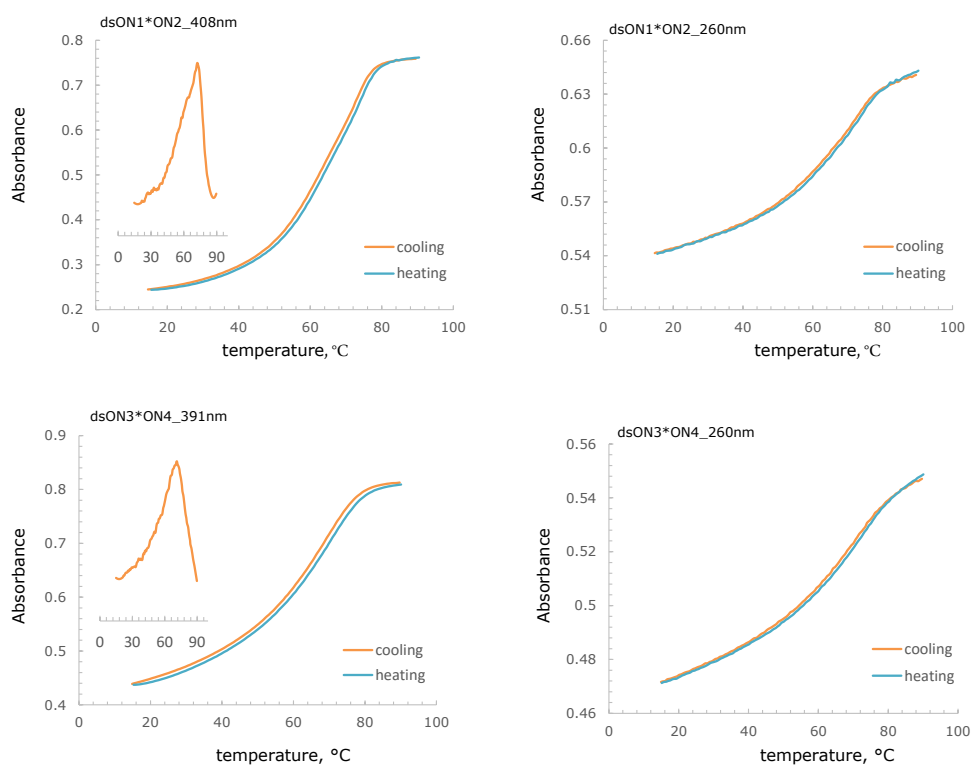 dsON1*ON2_408nm
0.8
0.7
0.6
0.5
0.4
0.3
0.2
Absorbance
0 30 60 90
cooling
heating
0 20 40 60 80 100
temperature, °C
dsON1*ON2_260nm
0.66
0.63
0.6
0.57
0.54
0.51
Absorbance
cooling
heating
0 20 40 60 80 100
temperature, °C
dsON3*ON4_391nm
0.9
0.8
0.7
0.6
0.5
0.4
Absorbance
0 30 60 90
cooling
heating
0 20 40 60 80 100
temperature, °C
dsON3*ON4_260nm
0.56
0.54
0.52
0.5
0.48
0.46
Absorbance
cooling
heating
0 20 40 60 80 100
temperature, °C